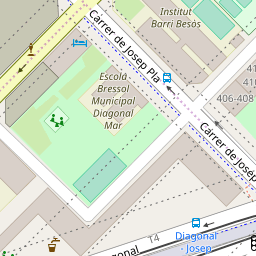 Institut
Barri Besòs
Carrer de Josep Pla
Escola
Bressol
Municipal
Diagonal
Mar
406-408
Carrer de Josep
Diagonal
- Josep
T4